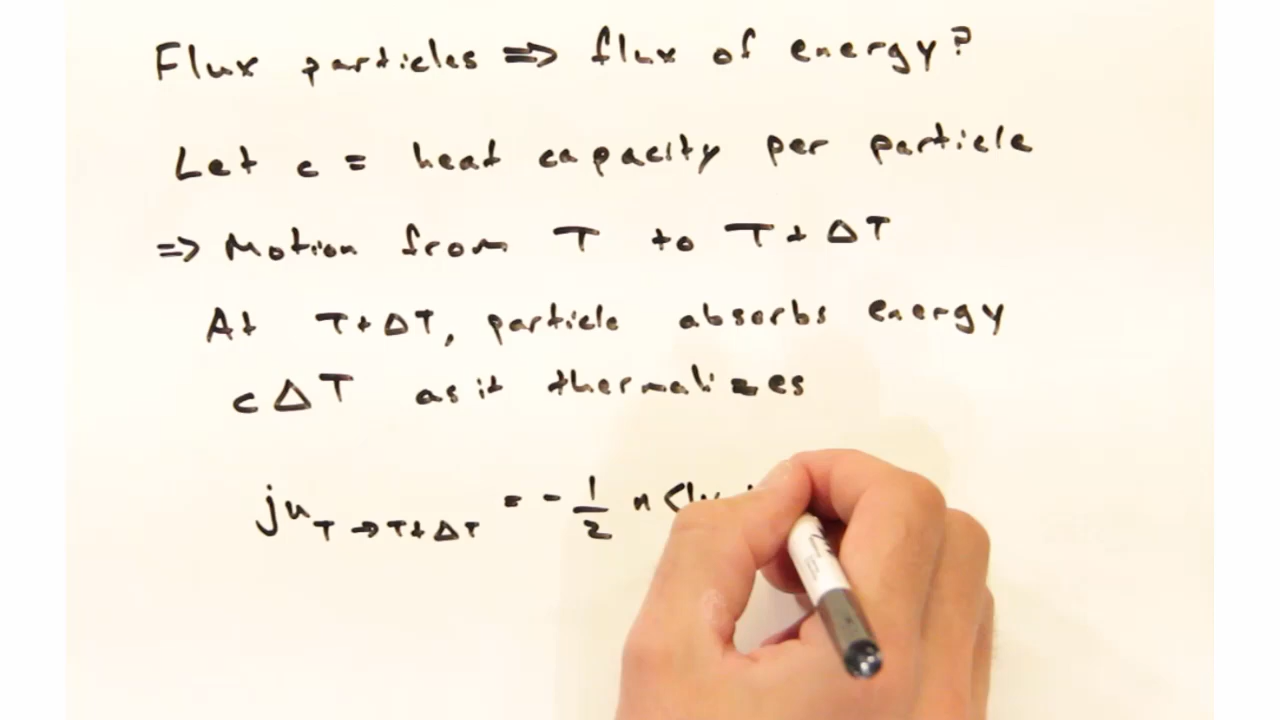 Flux particles ⇒ flux of energy?
Let c = heat capacity per particle
⇒ Motion from T to T + ΔT
At T + ΔT, particle absorbs energy
cΔT as it thermalizes
ju T → T + ΔT = - 1/2 n <